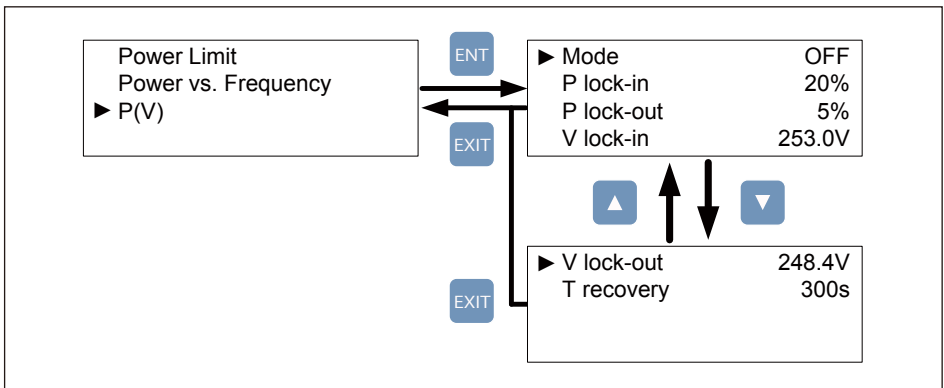 Power Limit
Power vs. Frequency
► P(V)
ENT
EXIT
► Mode OFF
P lock-in 20%
P lock-out 5%
V lock-in 253.0V
▲
▼
EXIT
► V lock-out 248.4V
T recovery 300s